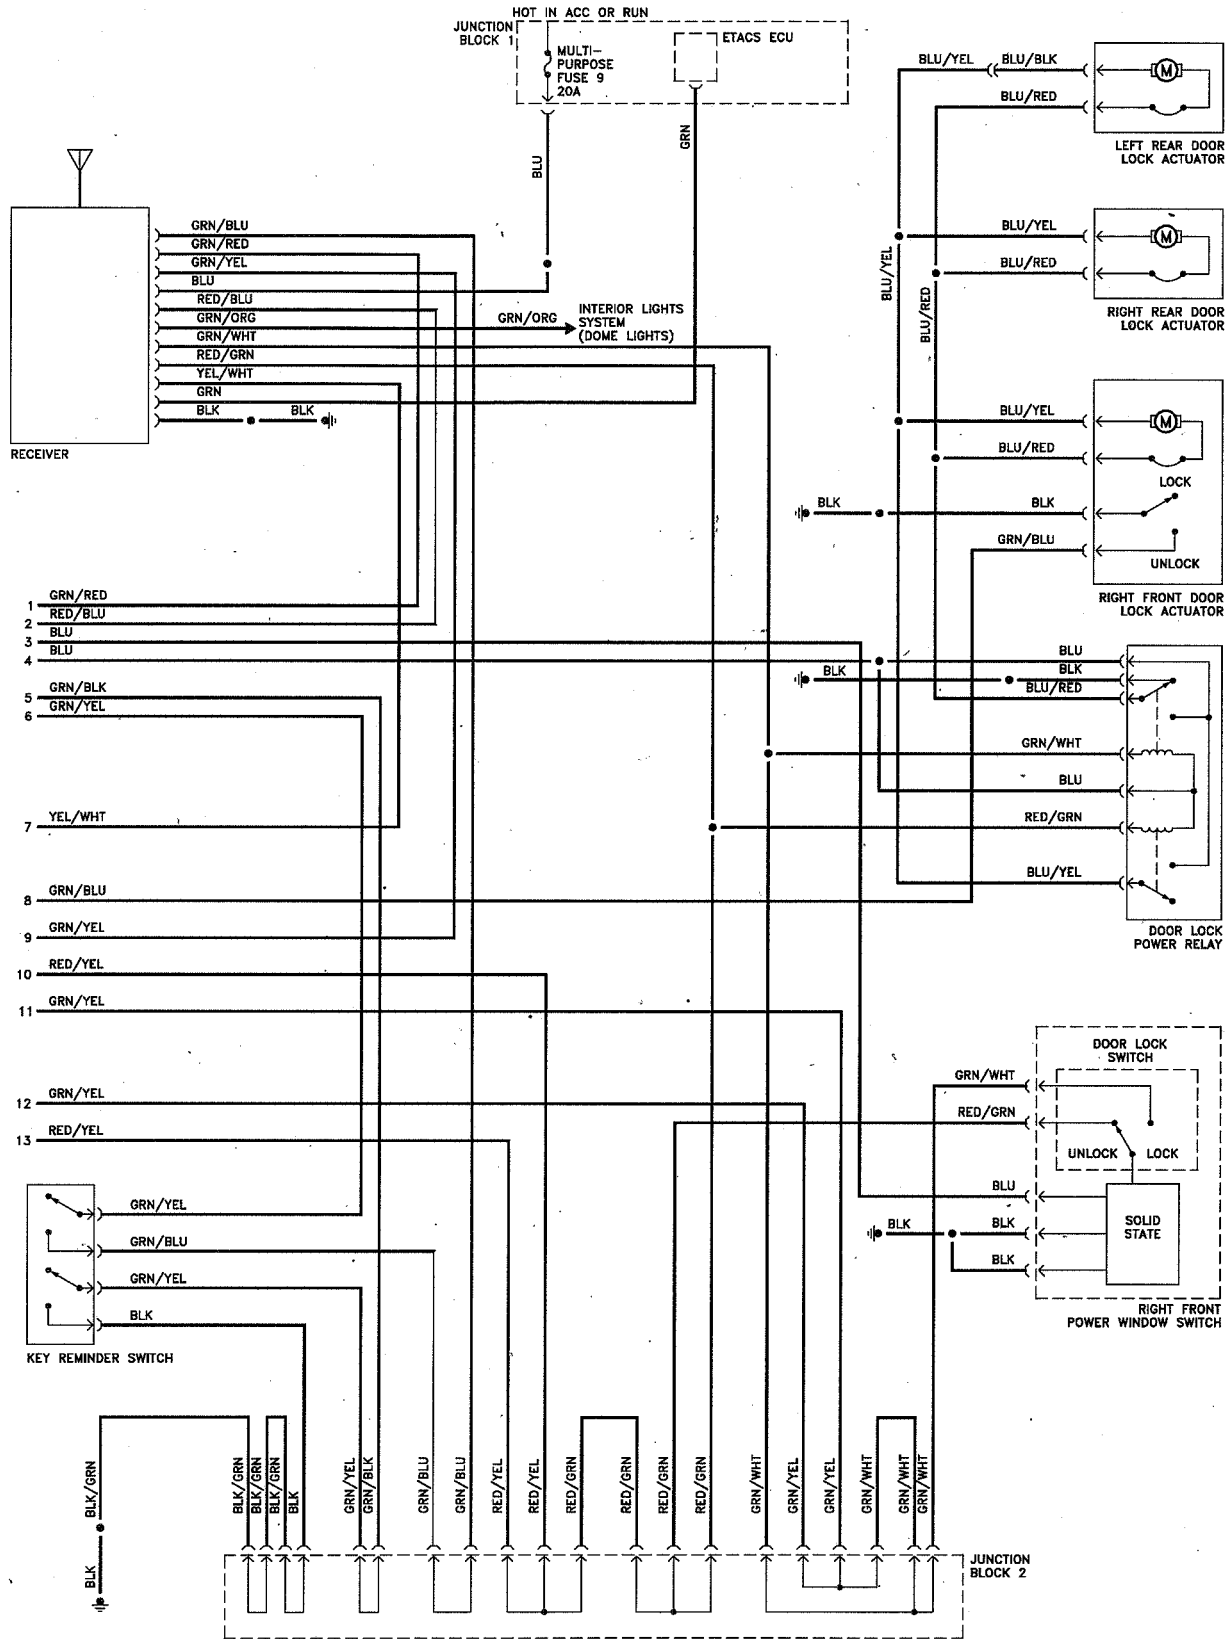 HOT IN ACC OR RUN
JUNCTION
BLOCK 1
MULTI-
PURPOSE
FUSE 9
20A
ETACS ECU
BLU
GRN
BLU/YEL
BLU/BLK
BLU/RED
M
LEFT REAR DOOR
LOCK ACTUATOR
BLU/YEL
BLU/RED
M
RIGHT REAR DOOR
LOCK ACTUATOR
BLU/YEL
BLU/RED
GRN/BLU
GRN/RED
GRN/YEL
BLU
RED/BLU
GRN/ORG
GRN/WHT
RED/GRN
YEL/WHT
GRN
BLK
BLK
GRN/ORG
INTERIOR LIGHTS
SYSTEM
(DOME LIGHTS)
RECEIVER
BLU/YEL
BLU/RED
M
LOCK
BLK
BLK
GRN/BLU
UNLOCK
RIGHT FRONT DOOR
LOCK ACTUATOR
1 GRN/RED
2 RED/BLU
3 BLU
4 BLU
5 GRN/BLK
6 GRN/YEL
7 YEL/WHT
8 GRN/BLU
9 GRN/YEL
10 RED/YEL
11 GRN/YEL
12 GRN/YEL
13 RED/YEL
BLU
BLK
BLK
BLU/RED
GRN/WHT
BLU
RED/GRN
BLU/YEL
DOOR LOCK
POWER RELAY
DOOR LOCK
SWITCH
GRN/WHT
RED/GRN
UNLOCK
LOCK
BLU
BLK
BLK
BLK
SOLID
STATE
RIGHT FRONT
POWER WINDOW SWITCH
GRN/YEL
GRN/BLU
GRN/YEL
BLK
KEY REMINDER SWITCH
BLK/GRN
BLK
BLK/GRN
BLK/GRN
BLK/GRN
BLK
GRN/YEL
GRN/BLK
GRN/BLU
GRN/BLU
RED/YEL
RED/YEL
RED/GRN
RED/GRN
RED/GRN
RED/GRN
GRN/WHT
GRN/YEL
GRN/YEL
GRN/WHT
GRN/WHT
GRN/WHT
JUNCTION
BLOCK 2